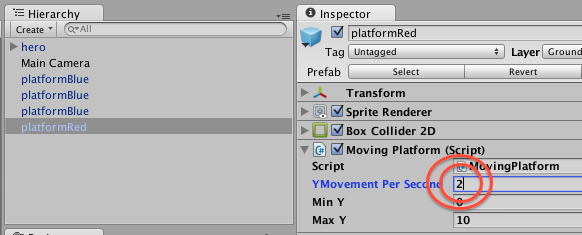 Hierarchy
Create
All
hero
Main Camera
platformBlue
platformBlue
platformBlue
platformRed
Inspector
platformRed
Tag Untagged Layer Groun
Prefab Select Revert
Transform
Sprite Renderer
Box Collider 2D
Moving Platform (Script)
Script MovingPlatform
YMovement Per Second 2
Min Y 0
Max Y 10